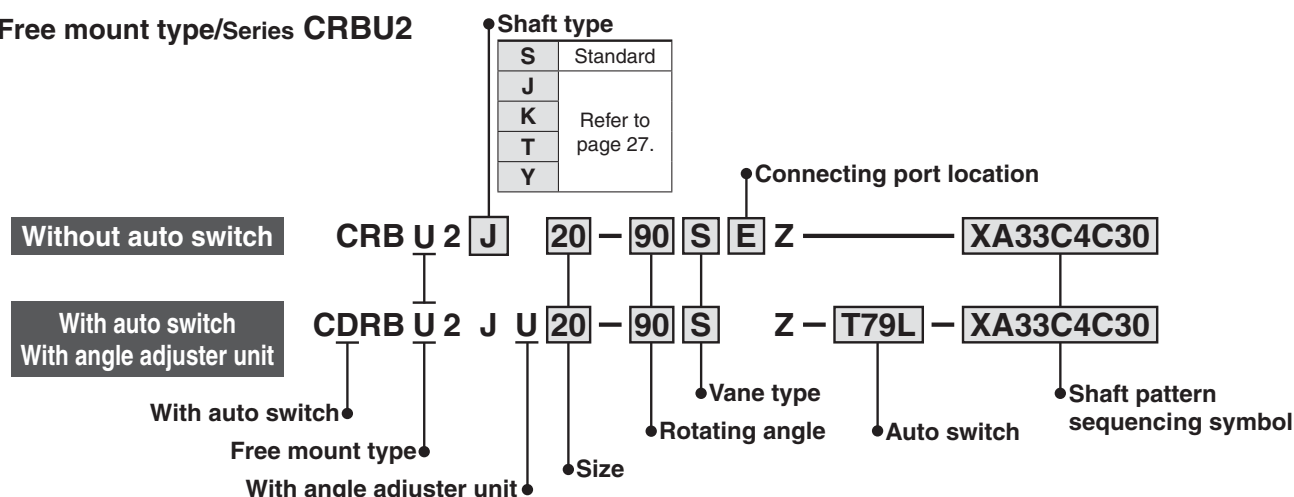 Free mount type/Series CRBU2
Shaft type
S Standard
J
K
T
Y
Refer to
page 27.
Connecting port location
Without auto switch CRB U 2 J 20 – 90 S E Z — XA33C4C30
With auto switch
With angle adjuster unit
CDRB U 2 J U 20 – 90 S Z – T79L – XA33C4C30
With auto switch
Free mount type
With angle adjuster unit
Size
Rotating angle
Vane type
Auto switch
Shaft pattern
sequencing symbol